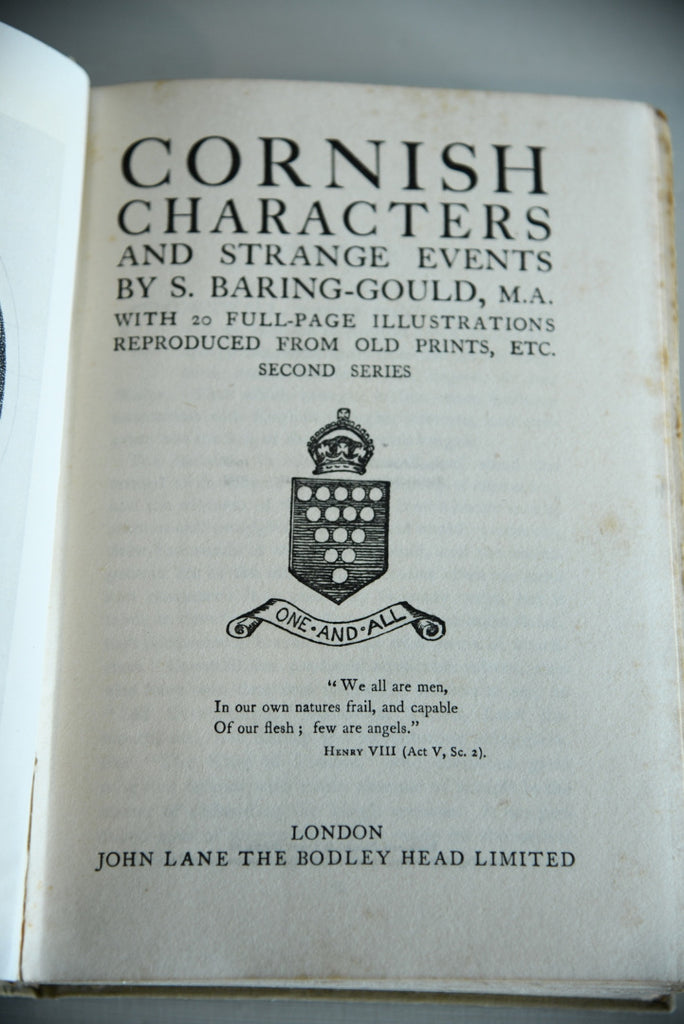 CORNISH
CHARACTERS
AND STRANGE EVENTS
BY S. BARING-GOULD, M.A.
WITH 20 FULL-PAGE ILLUSTRATIONS
REPRODUCED FROM OLD PRINTS, ETC.
SECOND SERIES
ONE·AND·ALL
“We all are men,
In our own natures frail, and capable
Of our flesh; few are angels.”
HENRY VIII (Act V, Sc. 2).
LONDON
JOHN LANE THE BODLEY HEAD LIMITED